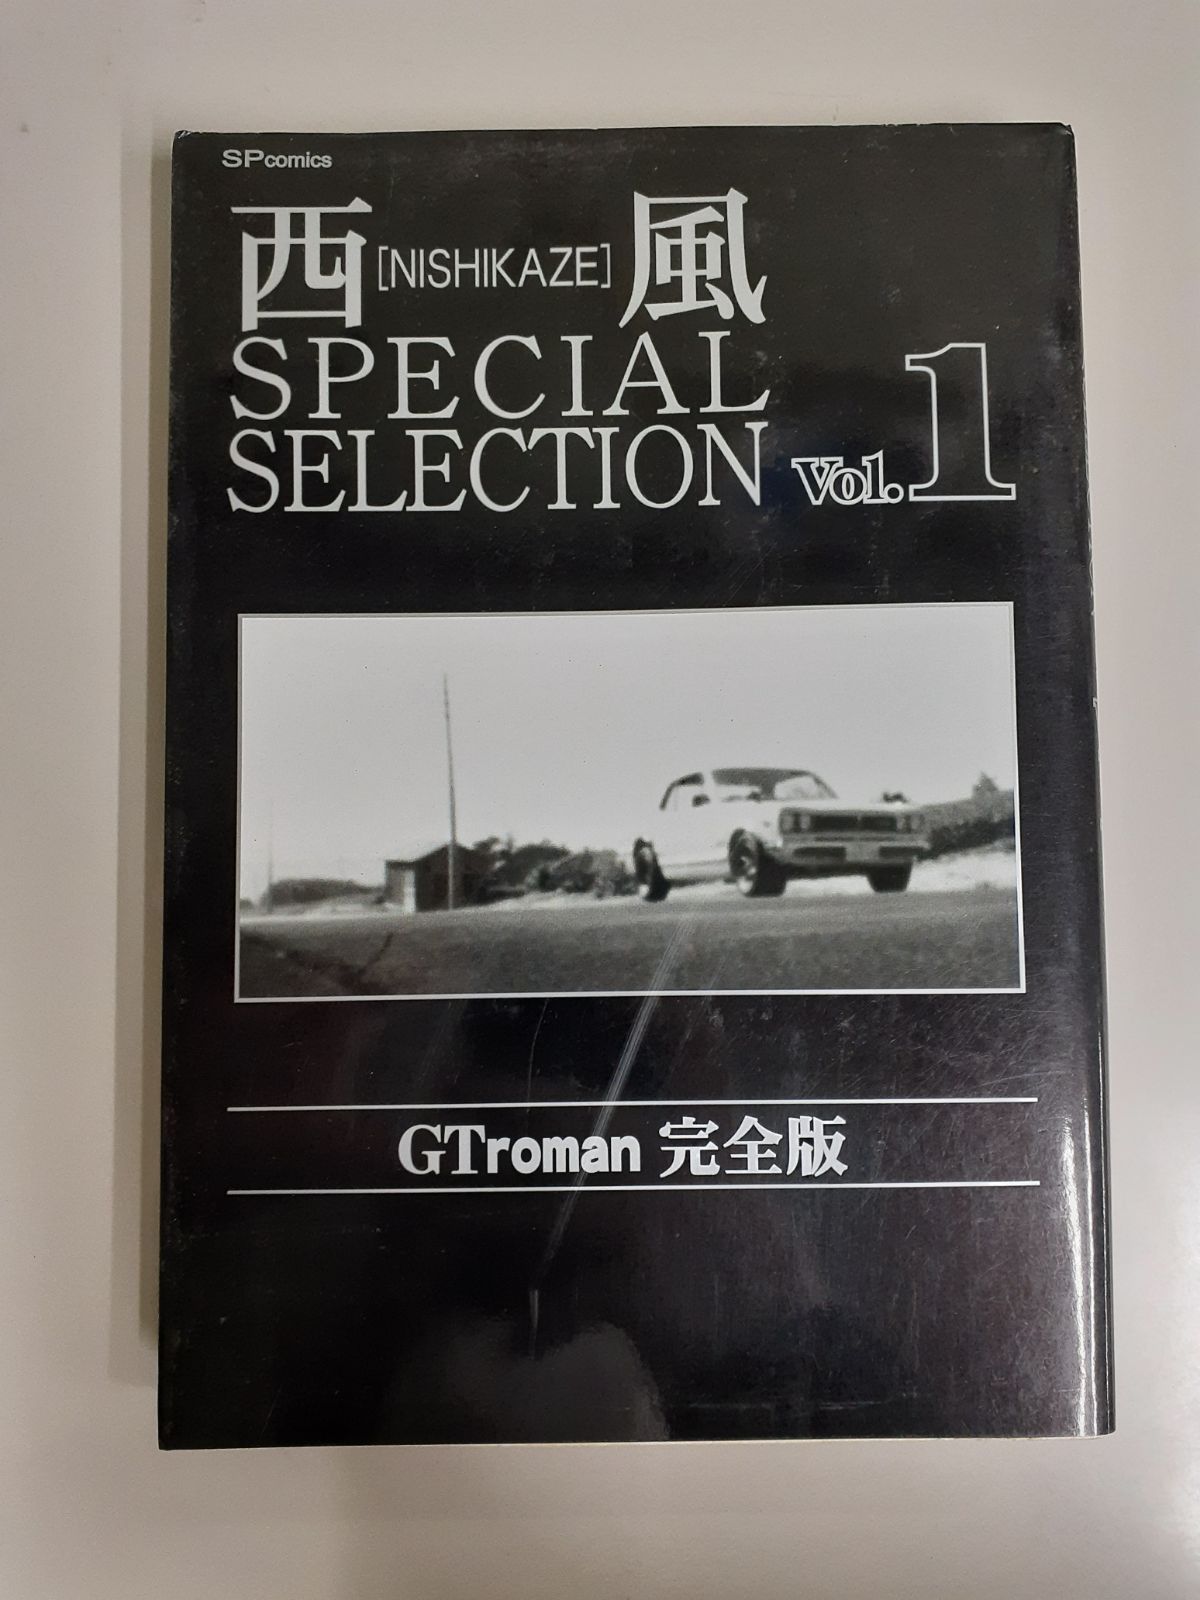 SPcomics
西[NISHIKAZE]風
SPECIAL
SELECTION Vol.1
GTroman 完全版